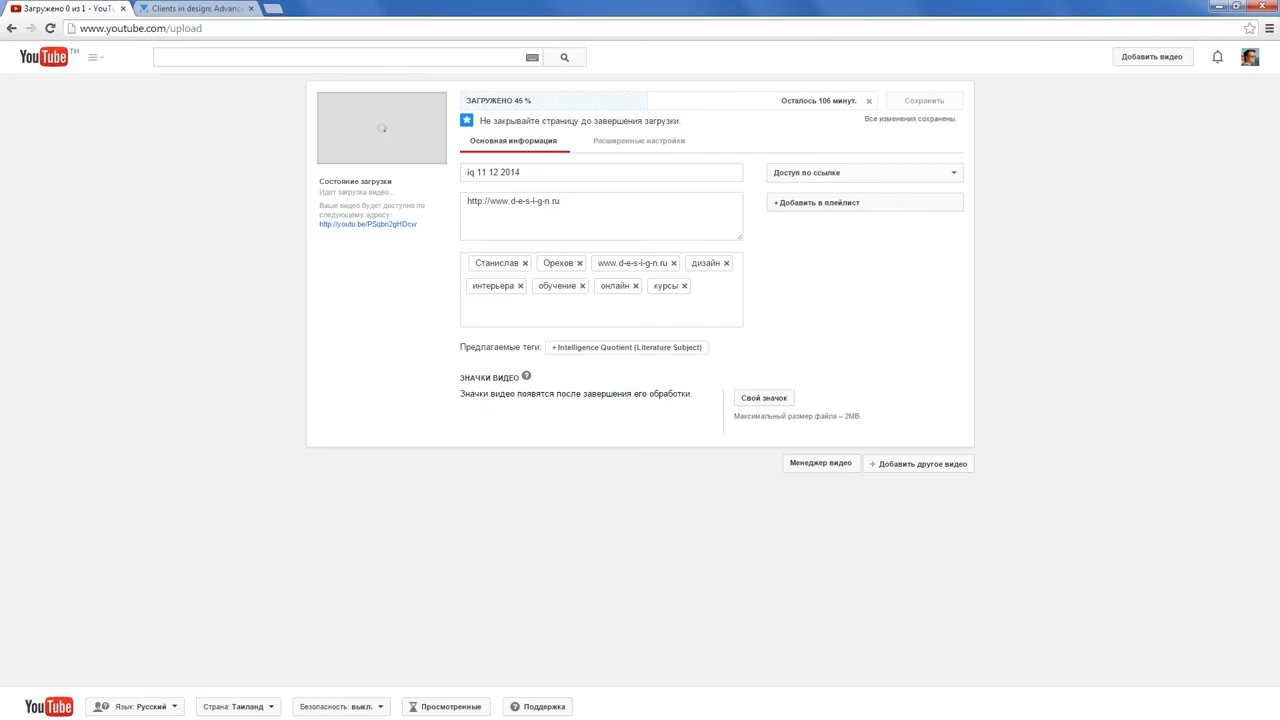 Загружено 0 из 1 - YouTu
Clients in design: Advanc
www.youtube.com/upload
YouTube TH
Добавить видео
ЗАГРУЖЕНО 45 %
Осталось 106 минут.
Сохранить
Не закрывайте страницу до завершения загрузки.
Все изменения сохранены.
Основная информация
Расширенные настройки
iq 11 12 2014
Доступ по ссылке
http://www.d-e-s-i-g-n.ru
+ Добавить в плейлист
Состояние загрузки
Идет загрузка видео...
Ваше видео будет доступно по
следующему адресу
http://youtu.be/PSqbn2gHDcw
Станислав
Орехов
www.d-e-s-i-g-n.ru
дизайн
интерьера
обучение
онлайн
курсы
Предлагаемые теги:
+ Intelligence Quotient (Literature Subject)
ЗНАЧКИ ВИДЕО ?
Значки видео появятся после завершения его обработки.
Свой значок
Максимальный размер файла – 2MB.
Менеджер видео
+ Добавить другое видео
YouTube
Язык: Русский
Страна: Таиланд
Безопасность: выкл.
Просмотренные
? Поддержка